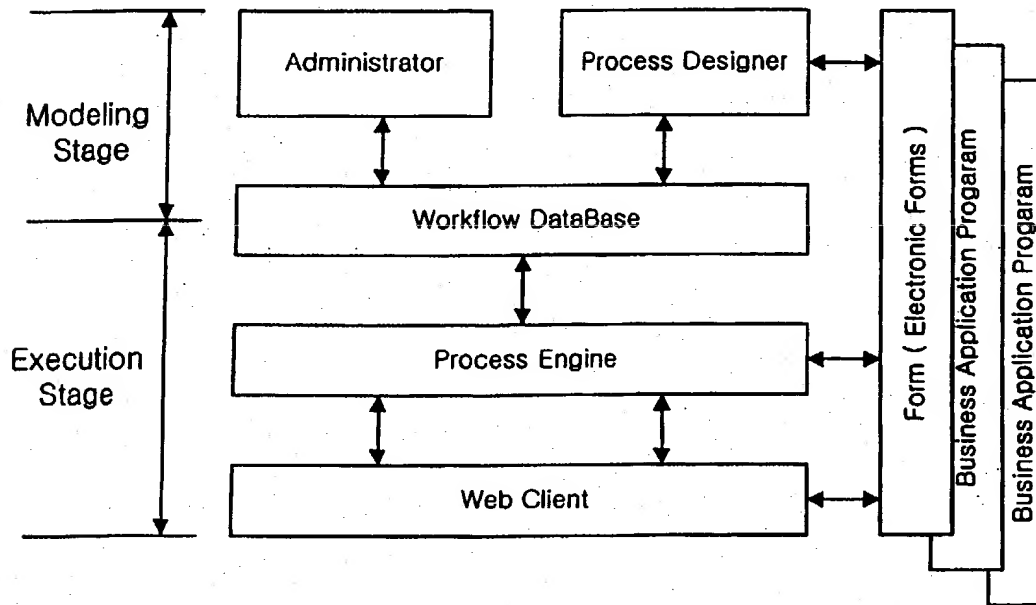 Modeling
Stage
Administrator
Process Designer
Workflow DataBase
Execution
Stage
Process Engine
Web Client
Form ( Electronic Forms )
Business Application Progaram
Business Application Progaram